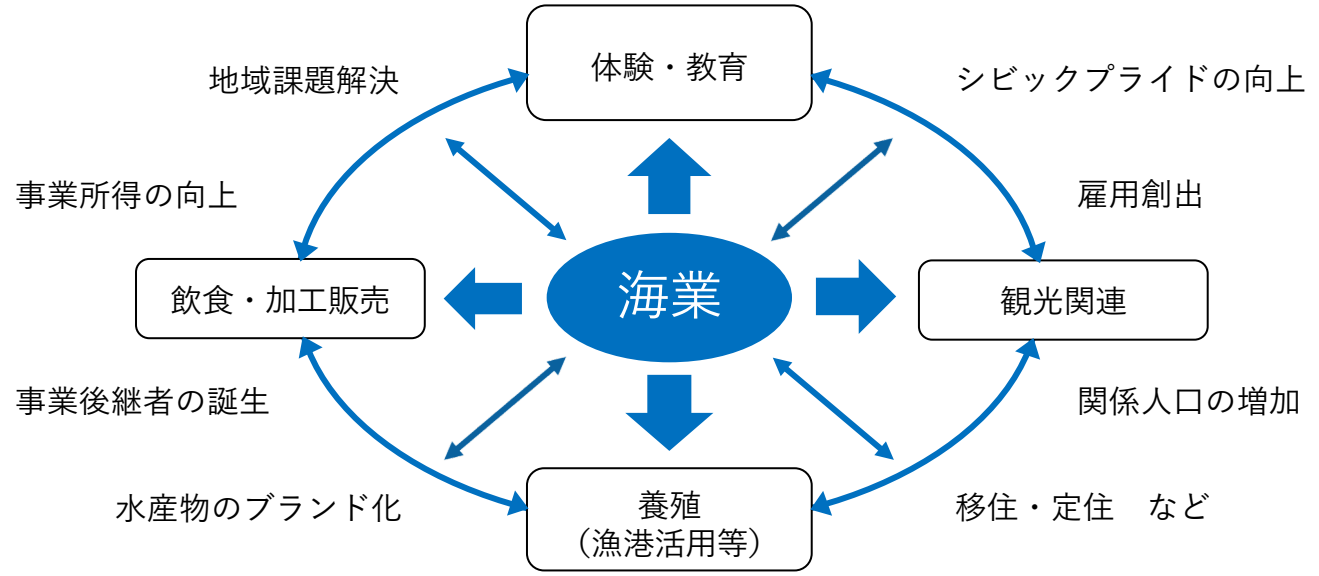 体験・教育
地域課題解決
シビックプライドの向上
事業所得の向上
雇用創出
飲食・加工販売
海業
観光関連
事業後継者の誕生
関係人口の増加
水産物のブランド化
養殖
（漁港活用等）
移住・定住　など